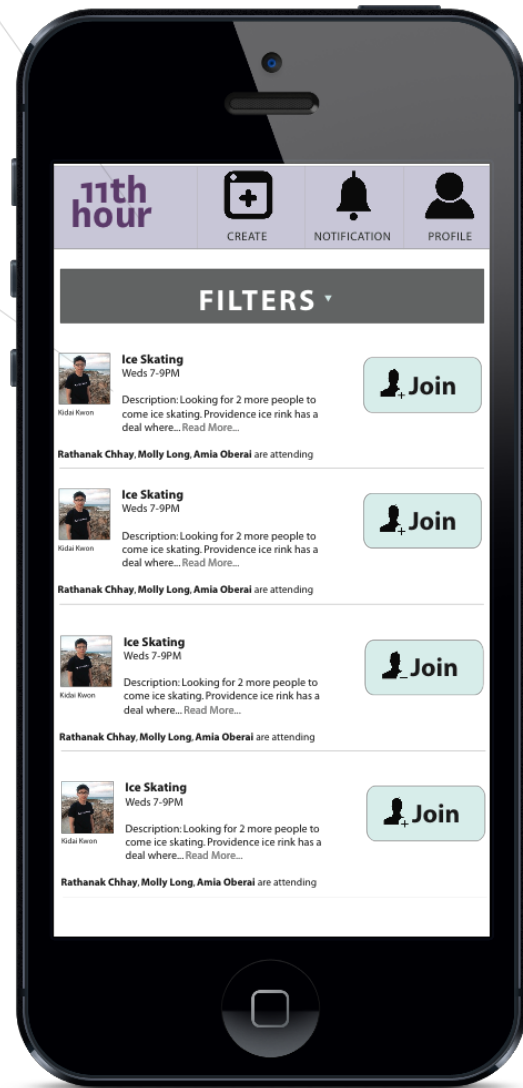 11th
hour
CREATE
NOTIFICATION
PROFILE
FILTERS
Ice Skating
Weds 7-9PM
Join
Description: Looking for 2 more people to
come ice skating. Providence ice rink has a
deal where... Read More...
Kidai Kwon
Rathanak Chhay, Molly Long, Amia Oberai are attending
Ice Skating
Weds 7-9PM
Join
Description: Looking for 2 more people to
come ice skating. Providence ice rink has a
deal where... Read More...
Kidai Kwon
Rathanak Chhay, Molly Long, Amia Oberai are attending
Ice Skating
Weds 7-9PM
Join
Description: Looking for 2 more people to
come ice skating. Providence ice rink has a
deal where... Read More...
Kidai Kwon
Rathanak Chhay, Molly Long, Amia Oberai are attending
Ice Skating
Weds 7-9PM
Join
Description: Looking for 2 more people to
come ice skating. Providence ice rink has a
deal where... Read More...
Kidai Kwon
Rathanak Chhay, Molly Long, Amia Oberai are attending